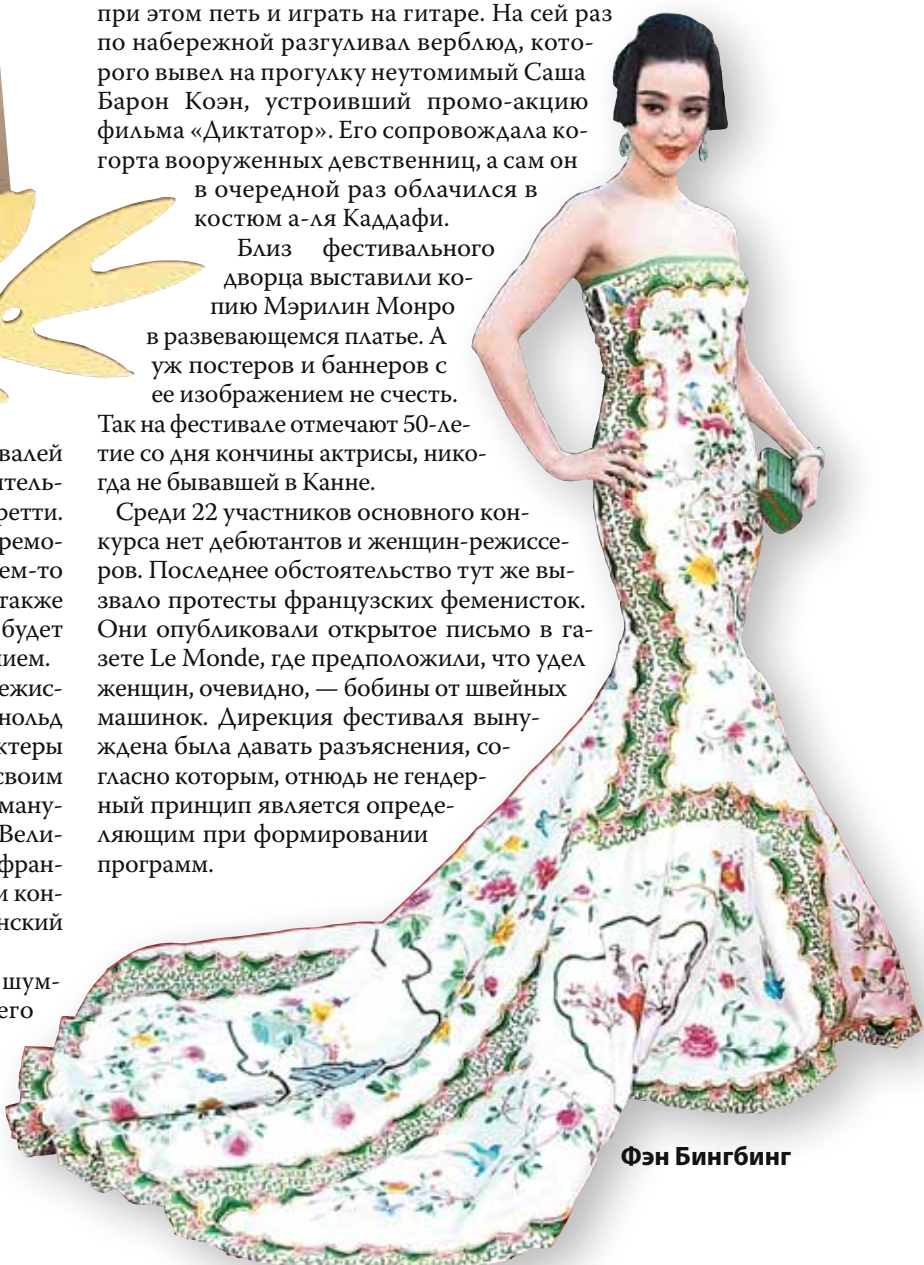 валей
итель-
ретти.
ремо-
ем-то
также
будет
ием.
ежис-
нольд
ктеры
своим
ману-
Вели-
фран-
и кон-
нский
шум-
его
при этом петь и играть на гитаре. На сей раз
по набережной разгуливал верблюд, кото-
рого вывел на прогулку неутомимый Саша
Барон Коэн, устроивший промо-акцию
фильма «Диктатор». Его сопровождала ко-
горта вооруженных девственниц, а сам он
в очередной раз облачился в
костюм а-ля Каддафи.
Близ фестивального
дворца выставили ко-
пию Мэрилин Монро
в развевающемся платье. А
уж постеров и баннеров с
ее изображением не счесть.
Так на фестивале отмечают 50-ле-
тие со дня кончины актрисы, нико-
гда не бывавшей в Канне.
Среди 22 участников основного кон-
курса нет дебютантов и женщин-режиссе-
ров. Последнее обстоятельство тут же вы-
звало протесты французских феменисток.
Они опубликовали открытое письмо в га-
зете Le Monde, где предположили, что удел
женщин, очевидно, — бобины от швейных
машинок. Дирекция фестиваля выну-
ждена была давать разъяснения, со-
гласно которым, отнюдь не гендер-
ный принцип является опреде-
ляющим при формировании
программ.
Фэн Бингбинг